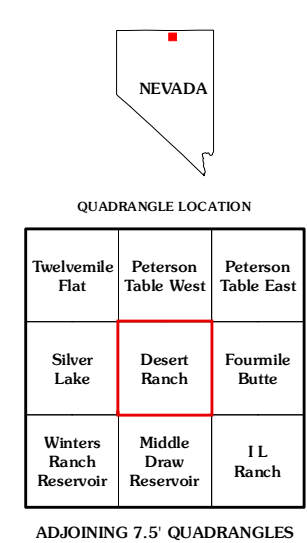 NEVADA
QUADRANGLE LOCATION
Twelvemile
Flat
Peterson
Table West
Peterson
Table East
Silver
Lake
Desert
Ranch
Fourmile
Butte
Winters
Ranch
Reservoir
Middle
Draw
Reservoir
I L
Ranch
ADJOINING 7.5' QUADRANGLES